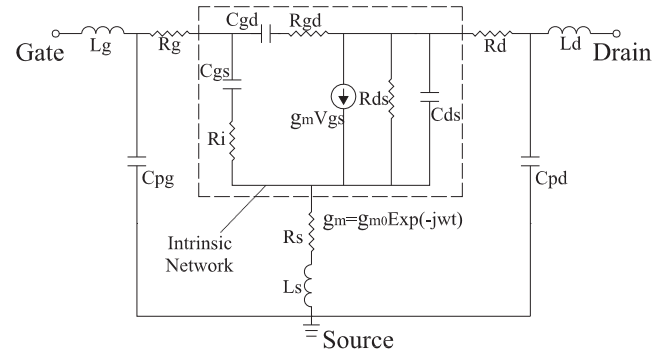 Cgd Rgd
Lg Rg Rd Ld
Gate Drain
Cgs
gmVgs Rds Cds
Ri
Cpg Cpd
gm=gm0Exp(-jwt)
Rs
Intrinsic
Network
Ls
Source